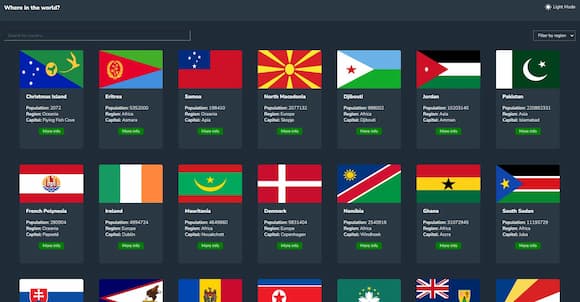 Where in the world?
Light Mode
Search for country...
Filter by region
Christmas Island
Population: 2072
Region: Oceania
Capital: Flying Fish Cove
More info
Eritrea
Population: 5352000
Region: Africa
Capital: Asmara
More info
Samoa
Population: 198410
Region: Oceania
Capital: Apia
More info
North Macedonia
Population: 2077132
Region: Europe
Capital: Skopje
More info
Djibouti
Population: 988002
Region: Africa
Capital: Djibouti
More info
Jordan
Population: 10203140
Region: Asia
Capital: Amman
More info
Pakistan
Population: 220892331
Region: Asia
Capital: Islamabad
More info
French Polynesia
Population: 280904
Region: Oceania
Capital: Papeetē
More info
Ireland
Population: 4994724
Region: Europe
Capital: Dublin
More info
Mauritania
Population: 4649660
Region: Africa
Capital: Nouakchott
More info
Denmark
Population: 5831404
Region: Europe
Capital: Copenhagen
More info
Namibia
Population: 2540916
Region: Africa
Capital: Windhoek
More info
Ghana
Population: 31072945
Region: Africa
Capital: Accra
More info
South Sudan
Population: 11193729
Region: Africa
Capital: Juba
More info